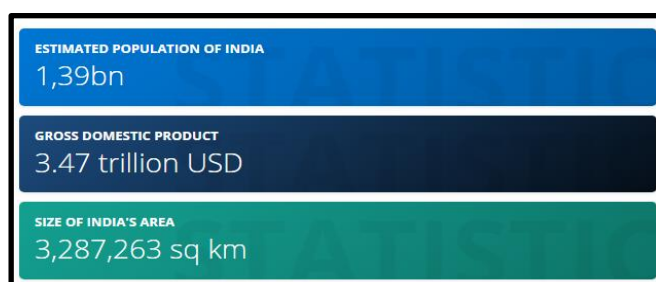 ESTIMATED POPULATION OF INDIA
1,39bn
GROSS DOMESTIC PRODUCT
3.47 trillion USD
SIZE OF INDIA'S AREA
3,287,263 sq km